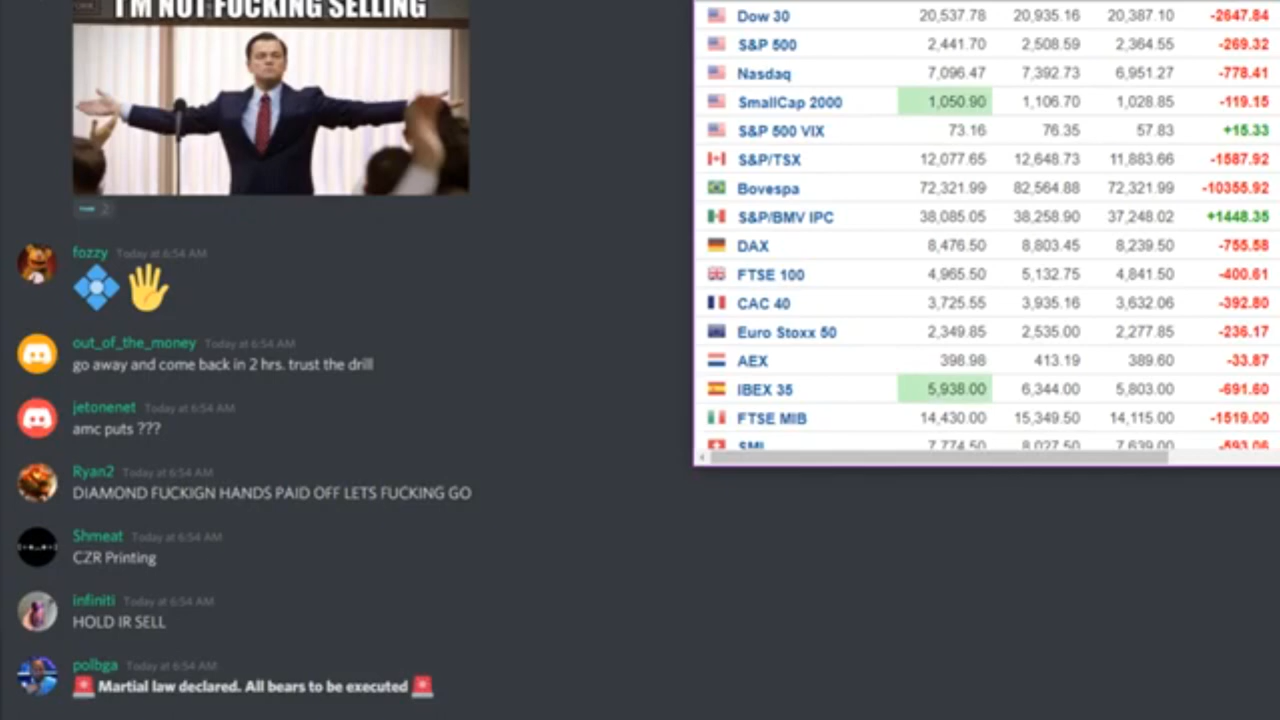 I'M NOT FUCKING SELLING
2
fozzy Today at 6:54 AM
out_of_the_money Today at 6:54 AM
go away and come back in 2 hrs. trust the drill
jetonenet Today at 6:54 AM
amc puts ???
Ryan2 Today at 6:54 AM
DIAMOND FUCKIGN HANDS PAID OFF LETS FUCKING GO
Shmeat Today at 6:54 AM
CZR Printing
infiniti Today at 6:54 AM
HOLD IR SELL
polbga Today at 6:54 AM
🚨 Martial law declared. All bears to be executed 🚨
Dow 30 20,537.78 20,935.16 20,387.10 -2647.84
S&P 500 2,441.70 2,508.59 2,364.55 -269.32
Nasdaq 7,096.47 7,392.73 6,951.27 -778.41
SmallCap 2000 1,050.90 1,106.70 1,028.85 -119.15
S&P 500 VIX 73.16 76.35 57.83 +15.33
S&P/TSX 12,077.65 12,648.73 11,883.66 -1587.92
Bovespa 72,321.99 82,564.88 72,321.99 -10355.92
S&P/BMV IPC 38,085.05 38,258.90 37,248.02 +1448.35
DAX 8,476.50 8,803.45 8,239.50 -755.58
FTSE 100 4,965.50 5,132.75 4,841.50 -400.61
CAC 40 3,725.55 3,935.16 3,632.06 -392.80
Euro Stoxx 50 2,349.85 2,535.00 2,277.85 -236.17
AEX 398.98 413.19 389.60 -33.87
IBEX 35 5,938.00 6,344.00 5,803.00 -691.60
FTSE MIB 14,430.00 15,349.50 14,115.00 -1519.00
SMI 7,774.50 8,027.50 7,639.00 -593.06